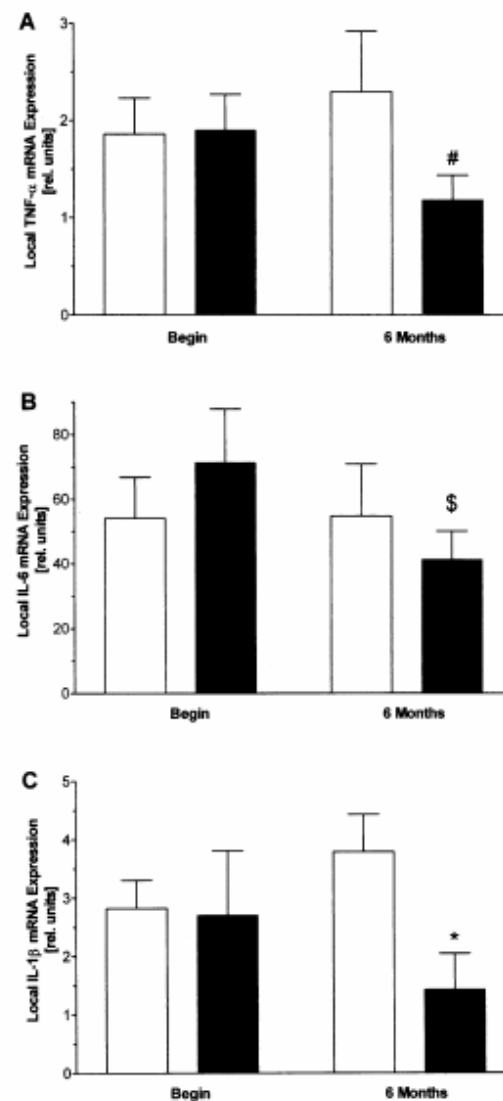 A
Local TNF-α mRNA Expression
[rel. units]
3
2
1
0
#
Begin
6 Months
B
Local IL-6 mRNA Expression
[rel. units]
80
60
40
20
0
$
Begin
6 Months
C
Local IL-1β mRNA Expression
[rel. units]
5
4
3
2
1
0
*
Begin
6 Months